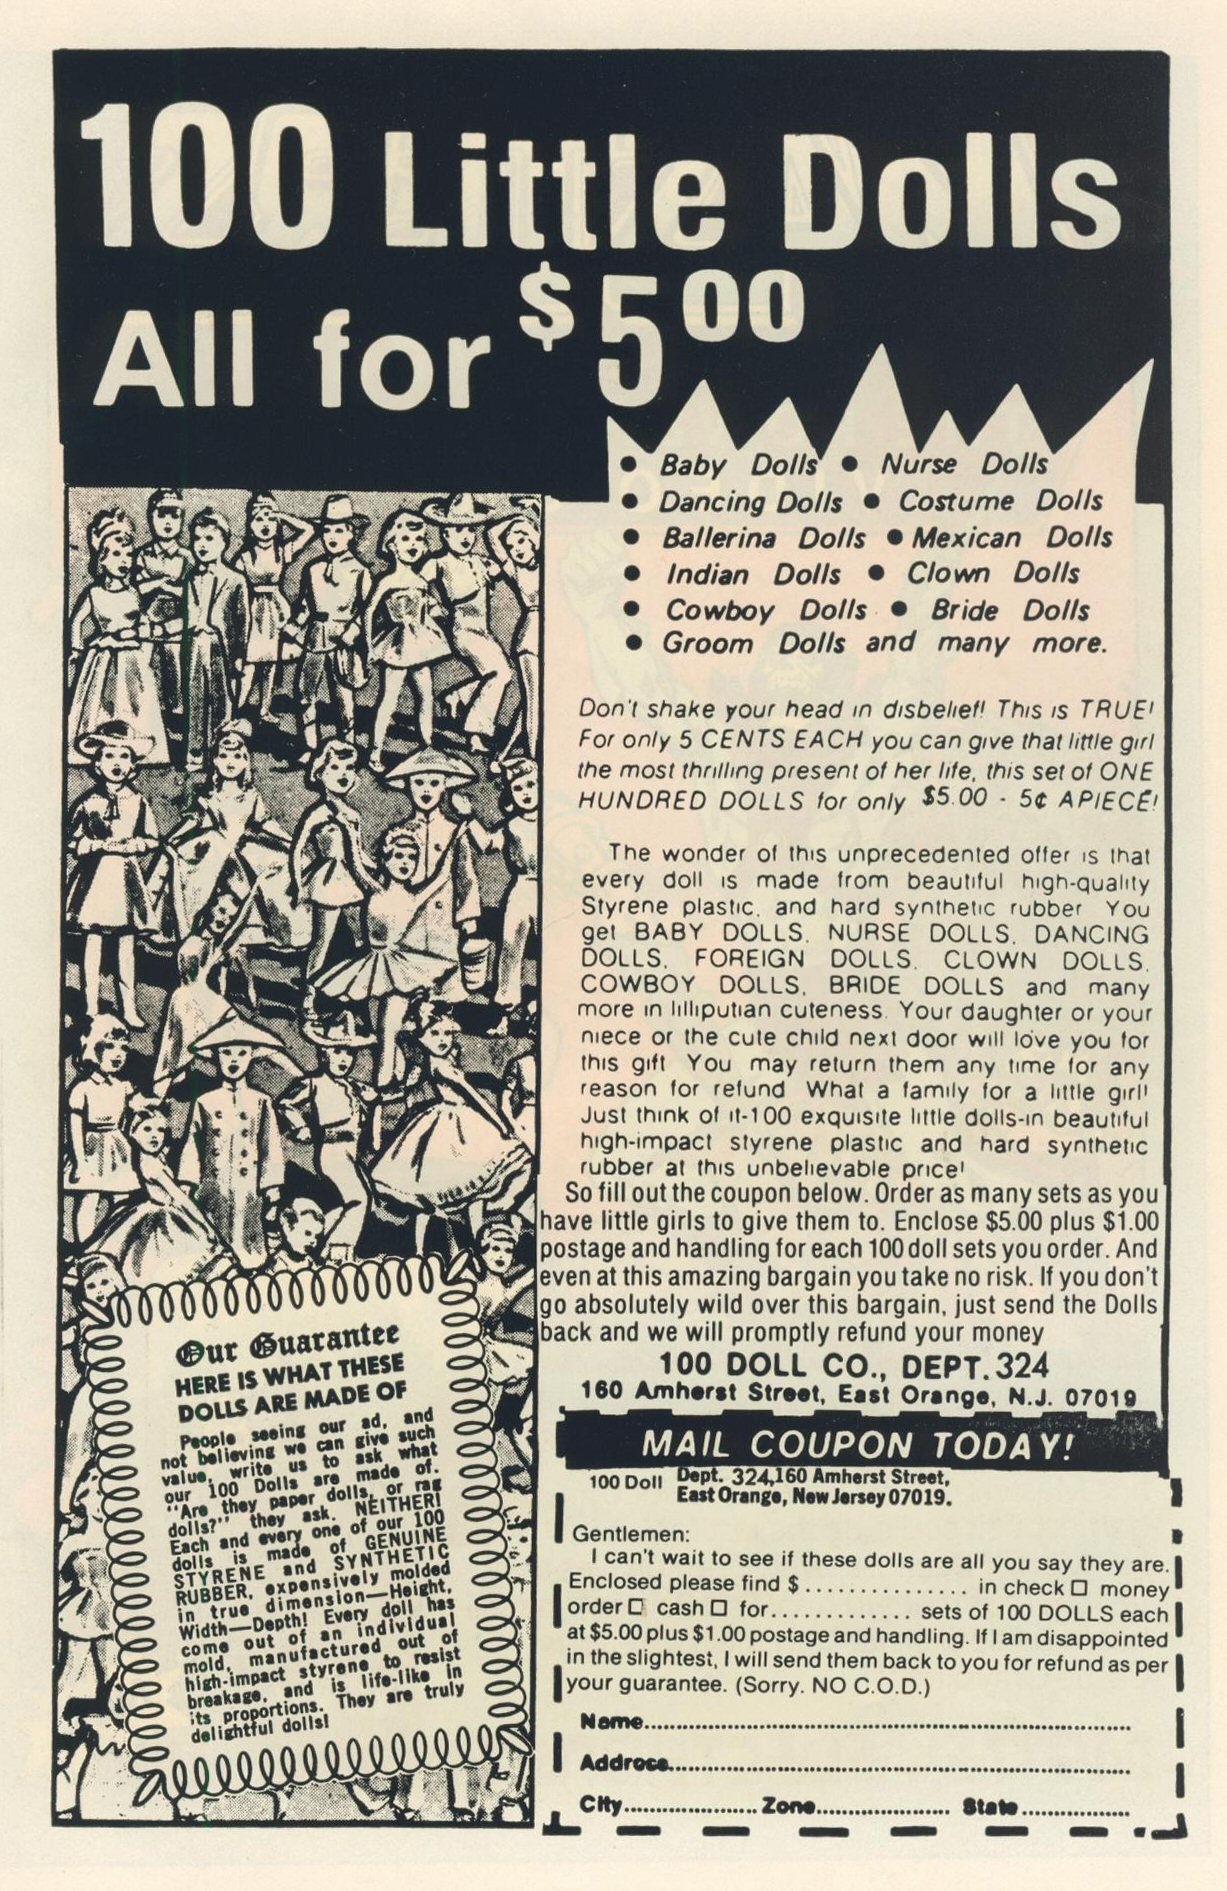 100 Little Dolls
All for $5.00
• Baby Dolls • Nurse Dolls
• Dancing Dolls • Costume Dolls
• Ballerina Dolls • Mexican Dolls
• Indian Dolls • Clown Dolls
• Cowboy Dolls • Bride Dolls
• Groom Dolls and many more.
Don't shake your head in disbelief! This is TRUE!
For only 5 CENTS EACH you can give that little girl
the most thrilling present of her life, this set of ONE
HUNDRED DOLLS for only $5.00 - 5¢ APIECE!
The wonder of this unprecedented offer is that
every doll is made from beautiful high-quality
Styrene plastic, and hard synthetic rubber You
get BABY DOLLS, NURSE DOLLS, DANCING
DOLLS, FOREIGN DOLLS, CLOWN DOLLS,
COWBOY DOLLS, BRIDE DOLLS and many
more in lilliputian cuteness. Your daughter or your
niece or the cute child next door will love you for
this gift You may return them any time for any
reason for refund What a family for a little girl!
Just think of it-100 exquisite little dolls-in beautiful
high-impact styrene plastic and hard synthetic
rubber at this unbelievable price!
So fill out the coupon below. Order as many sets as you
have little girls to give them to. Enclose $5.00 plus $1.00
postage and handling for each 100 doll sets you order. And
even at this amazing bargain you take no risk. If you don't
go absolutely wild over this bargain, just send the Dolls
back and we will promptly refund your money
100 DOLL CO., DEPT. 324
160 Amherst Street, East Orange, N.J. 07019
Our Guarantee
HERE IS WHAT THESE
DOLLS ARE MADE OF
People seeing our ad, and
not believing we can give such
value, write us to ask what
our 100 Dolls are made of.
"Are they paper dolls, or rag
dolls?" they ask. NEITHER!
Each and every one of our 100
dolls is made of GENUINE
STYRENE and SYNTHETIC
RUBBER, expensively molded
in true dimension—Height,
Width—Depth! Every doll has
come out of an individual
mold, manufactured out of
high-impact styrene to resist
breakage, and is life-like in
its proportions. They are truly
delightful dolls!
MAIL COUPON TODAY!
100 Doll Dept. 324,160 Amherst Street,
East Orange, New Jersey 07019.
Gentlemen:
I can't wait to see if these dolls are all you say they are.
Enclosed please find $............... in check □ money
order □ cash □ for............. sets of 100 DOLLS each
at $5.00 plus $1.00 postage and handling. If I am disappointed
in the slightest, I will send them back to you for refund as per
your guarantee. (Sorry. NO C.O.D.)
Name...............
Address...............
City............... Zone............... State...............